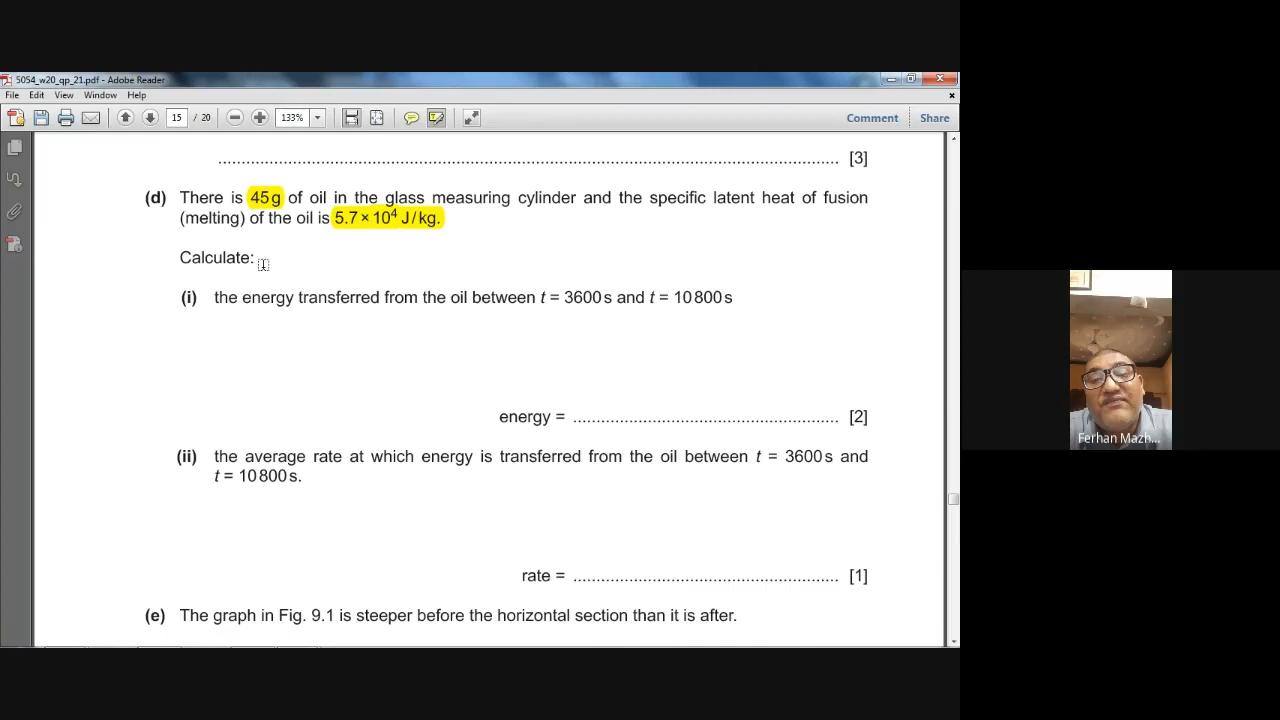 5054_w20_qp_21.pdf - Adobe Reader
File Edit View Window Help
15 / 20 133% Comment Share
........................................................................................................................................ [3]
(d) There is 45 g of oil in the glass measuring cylinder and the specific latent heat of fusion
(melting) of the oil is 5.7 × 10⁴ J / kg.
Calculate:
(i) the energy transferred from the oil between t = 3600 s and t = 10 800 s
energy = .......................................................... [2]
(ii) the average rate at which energy is transferred from the oil between t = 3600 s and
t = 10 800 s.
rate = .......................................................... [1]
(e) The graph in Fig. 9.1 is steeper before the horizontal section than it is after.
Ferhan Mazh...